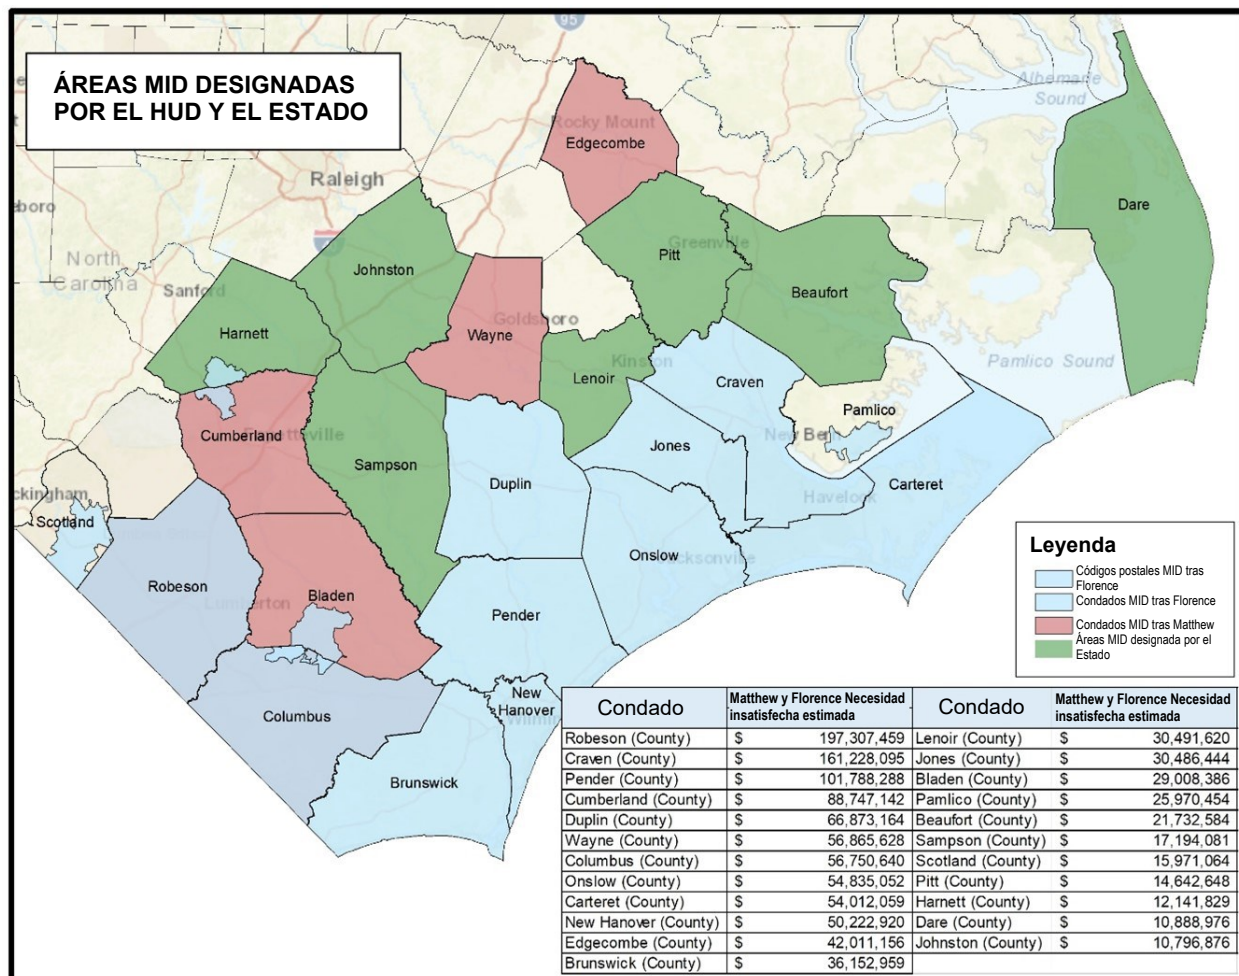 95
ÁREAS MID DESIGNADAS
POR EL HUD Y EL ESTADO
Albemarle
Sound
Rocky Mount
Edgecombe
Raleigh
boro
Dare
North
Carolina
Sanford
Johnston
Greenville
Pitt
Beaufort
Harnett
Goldsboro
Wayne
Kinston
Lenoir
Pamlico Sound
Craven
Pamlico
Cumberland
New Bern
Jones
Sampson
Duplin
Carteret
Havelock
ckingham
Scotland
Onslow
Jacksonville
Robeson
Lumberton
Bladen
Pender
Columbus
New
Hanover
Brunswick
Leyenda
Códigos postales MID tras
Florence
Condados MID tras Florence
Condados MID tras Matthew
Áreas MID designada por el
Estado
Condado Matthew y Florence Necesidad insatisfecha estimada Condado Matthew y Florence Necesidad insatisfecha estimada
Robeson (County) $ 197,307,459 Lenoir (County) $ 30,491,620
Craven (County) $ 161,228,095 Jones (County) $ 30,486,444
Pender (County) $ 101,788,288 Bladen (County) $ 29,008,386
Cumberland (County) $ 88,747,142 Pamlico (County) $ 25,970,454
Duplin (County) $ 66,873,164 Beaufort (County) $ 21,732,584
Wayne (County) $ 56,865,628 Sampson (County) $ 17,194,081
Columbus (County) $ 56,750,640 Scotland (County) $ 15,971,064
Onslow (County) $ 54,835,052 Pitt (County) $ 14,642,648
Carteret (County) $ 54,012,059 Harnett (County) $ 12,141,829
New Hanover (County) $ 50,222,920 Dare (County) $ 10,888,976
Edgecombe (County) $ 42,011,156 Johnston (County) $ 10,796,876
Brunswick (County) $ 36,152,959